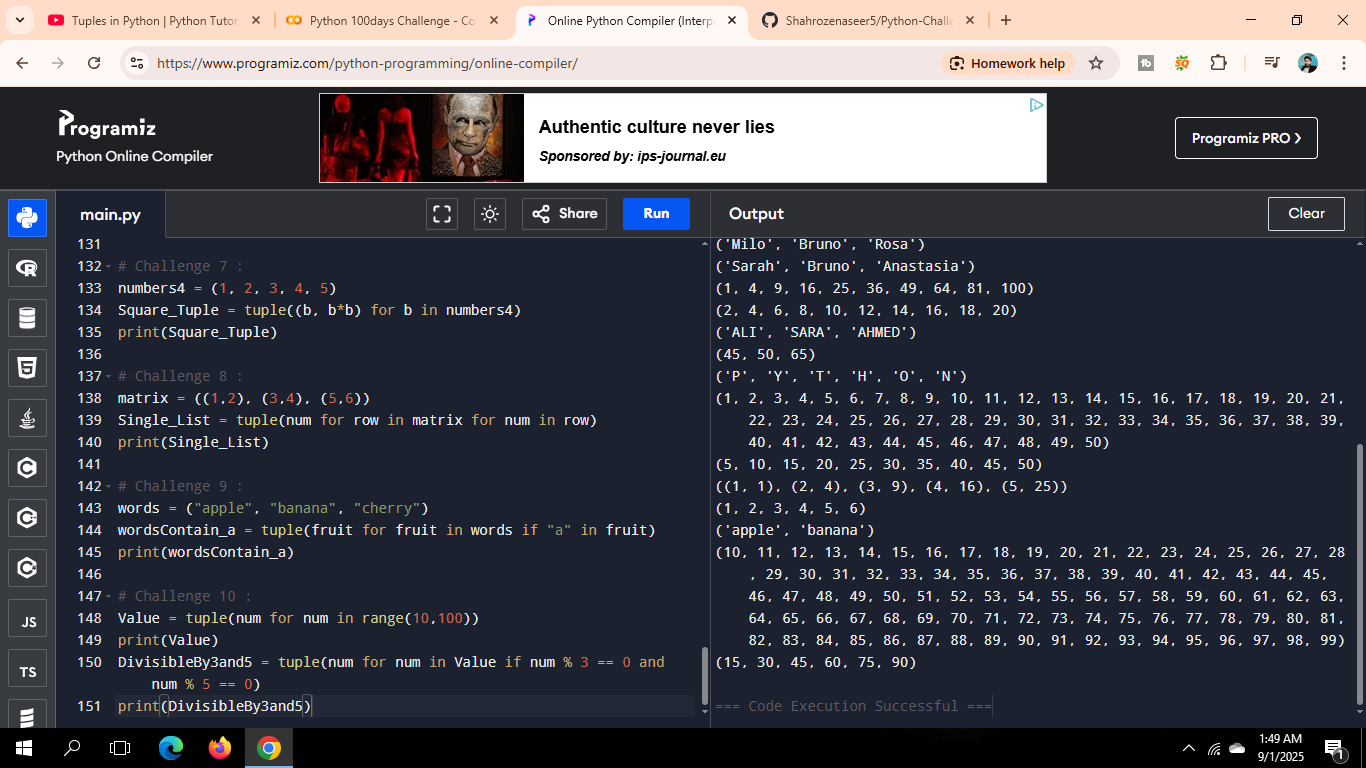 Tuples in Python | Python Tutor
Python 100days Challenge - Co
Online Python Compiler (Interp
Shahrozenaseer5/Python-Challe
https://www.programiz.com/python-programming/online-compiler/
Homework help
Programiz
Python Online Compiler
Authentic culture never lies
Sponsored by: ips-journal.eu
Programiz PRO
main.py
Share
Run
Output
Clear
131
132 # Challenge 7 :
133 numbers4 = (1, 2, 3, 4, 5)
134 Square_Tuple = tuple((b, b*b) for b in numbers4)
135 print(Square_Tuple)
136
137 # Challenge 8 :
138 matrix = ((1,2), (3,4), (5,6))
139 Single_List = tuple(num for row in matrix for num in row)
140 print(Single_List)
141
142 # Challenge 9 :
143 words = ("apple", "banana", "cherry")
144 wordsContain_a = tuple(fruit for fruit in words if "a" in fruit)
145 print(wordsContain_a)
146
147 # Challenge 10 :
148 Value = tuple(num for num in range(10,100))
149 print(Value)
150 DivisibleBy3and5 = tuple(num for num in Value if num % 3 == 0 and
num % 5 == 0)
151 print(DivisibleBy3and5)
('Milo', 'Bruno', 'Rosa')
('Sarah', 'Bruno', 'Anastasia')
(1, 4, 9, 16, 25, 36, 49, 64, 81, 100)
(2, 4, 6, 8, 10, 12, 14, 16, 18, 20)
('ALI', 'SARA', 'AHMED')
(45, 50, 65)
('P', 'Y', 'T', 'H', 'O', 'N')
(1, 2, 3, 4, 5, 6, 7, 8, 9, 10, 11, 12, 13, 14, 15, 16, 17, 18, 19, 20, 21,
22, 23, 24, 25, 26, 27, 28, 29, 30, 31, 32, 33, 34, 35, 36, 37, 38, 39,
40, 41, 42, 43, 44, 45, 46, 47, 48, 49, 50)
(5, 10, 15, 20, 25, 30, 35, 40, 45, 50)
((1, 1), (2, 4), (3, 9), (4, 16), (5, 25))
(1, 2, 3, 4, 5, 6)
('apple', 'banana')
(10, 11, 12, 13, 14, 15, 16, 17, 18, 19, 20, 21, 22, 23, 24, 25, 26, 27, 28
, 29, 30, 31, 32, 33, 34, 35, 36, 37, 38, 39, 40, 41, 42, 43, 44, 45,
46, 47, 48, 49, 50, 51, 52, 53, 54, 55, 56, 57, 58, 59, 60, 61, 62, 63,
64, 65, 66, 67, 68, 69, 70, 71, 72, 73, 74, 75, 76, 77, 78, 79, 80, 81,
82, 83, 84, 85, 86, 87, 88, 89, 90, 91, 92, 93, 94, 95, 96, 97, 98, 99)
(15, 30, 45, 60, 75, 90)
=== Code Execution Successful ===
JS
TS
1:49 AM
9/1/2025
1